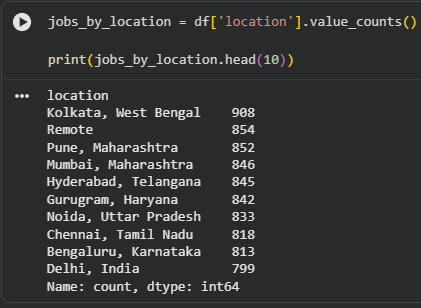 jobs_by_location = df['location'].value_counts()
print(jobs_by_location.head(10))
location
Kolkata, West Bengal    908
Remote                  854
Pune, Maharashtra       852
Mumbai, Maharashtra     846
Hyderabad, Telangana    845
Gurugram, Haryana       842
Noida, Uttar Pradesh    833
Chennai, Tamil Nadu     818
Bengaluru, Karnataka    813
Delhi, India            799
Name: count, dtype: int64